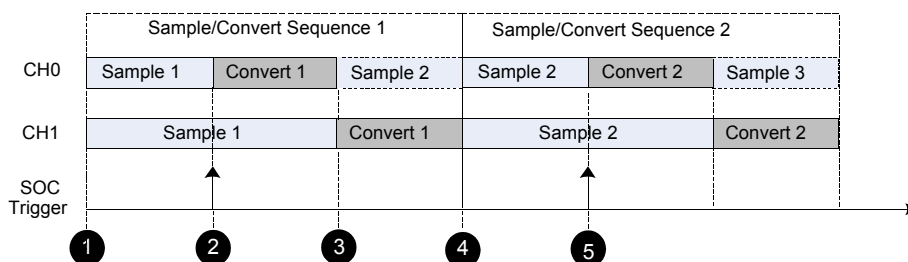 Sample/Convert Sequence 1 Sample/Convert Sequence 2
CH0 Sample 1 Convert 1 Sample 2 Sample 2 Convert 2 Sample 3
CH1 Sample 1 Convert 1 Sample 2 Convert 2
SOC
Trigger
1 2 3 4 5